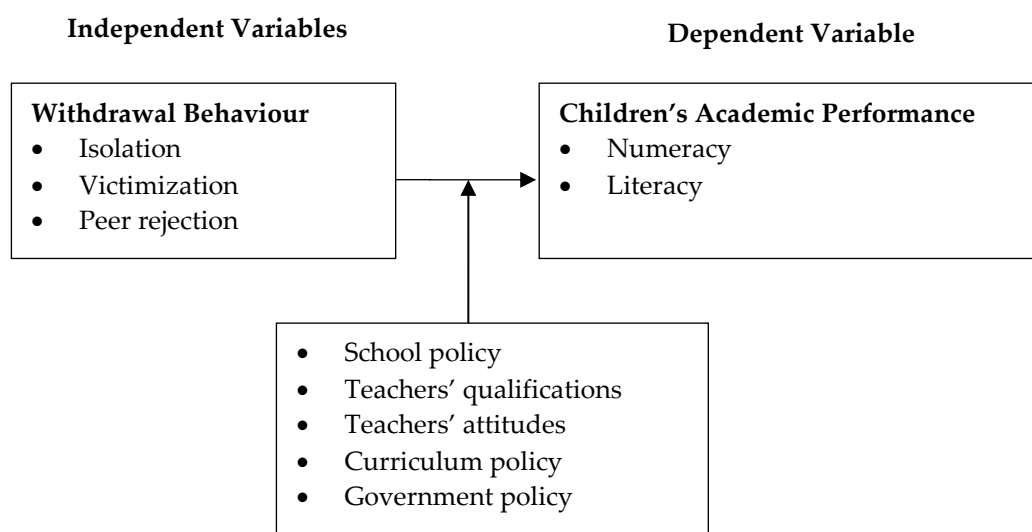 Independent Variables
Dependent Variable
Withdrawal Behaviour
• Isolation
• Victimization
• Peer rejection
Children’s Academic Performance
• Numeracy
• Literacy
• School policy
• Teachers’ qualifications
• Teachers’ attitudes
• Curriculum policy
• Government policy